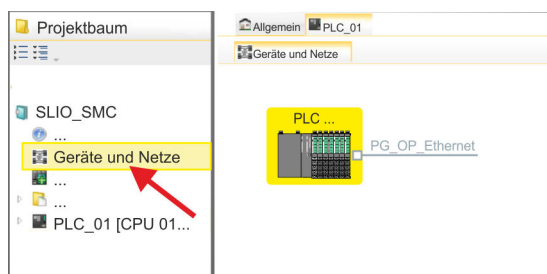 Projektbaum
SLIO_SMC
...
Geräte und Netze
...
...
PLC_01 [CPU 01...
Allgemein PLC_01
Geräte und Netze
PLC ...
PG_OP_Ethernet